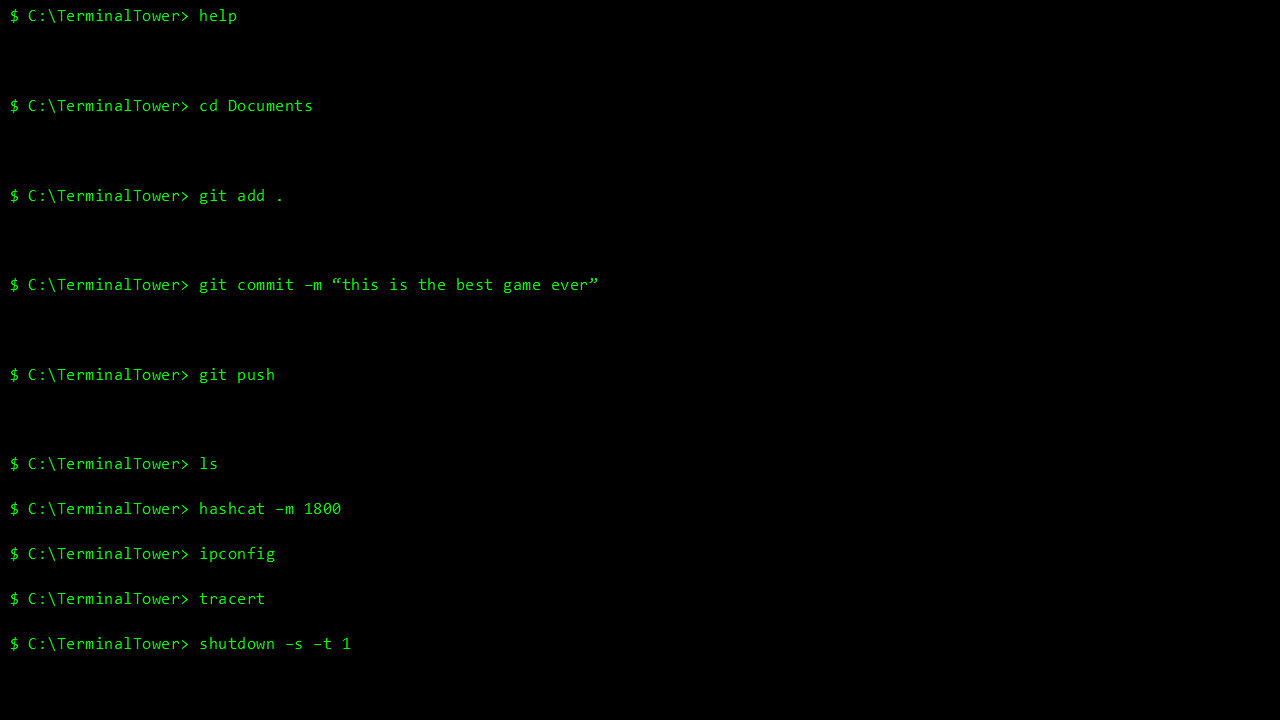 $ C:\TerminalTower> help
$ C:\TerminalTower> cd Documents
$ C:\TerminalTower> git add .
$ C:\TerminalTower> git commit –m “this is the best game ever”
$ C:\TerminalTower> git push
$ C:\TerminalTower> ls
$ C:\TerminalTower> hashcat –m 1800
$ C:\TerminalTower> ipconfig
$ C:\TerminalTower> tracert
$ C:\TerminalTower> shutdown –s –t 1